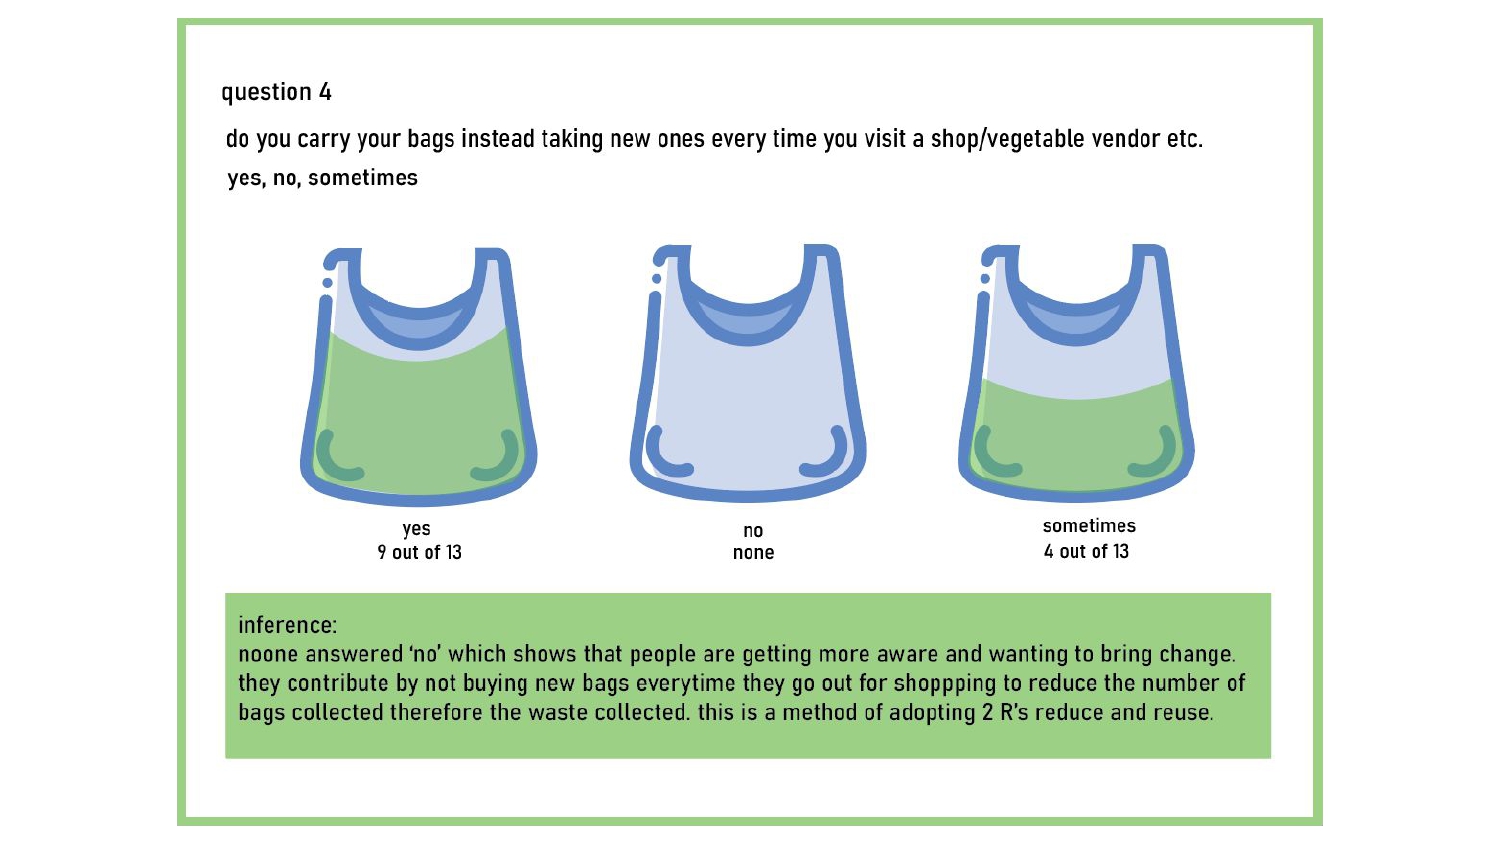 question 4
do you carry your bags instead taking new ones every time you visit a shop/vegetable vendor etc.
yes, no, sometimes
yes
9 out of 13
no
none
sometimes
4 out of 13
inference:
noone answered ‘no’ which shows that people are getting more aware and wanting to bring change.
they contribute by not buying new bags everytime they go out for shoppping to reduce the number of
bags collected therefore the waste collected. this is a method of adopting 2 R's reduce and reuse.